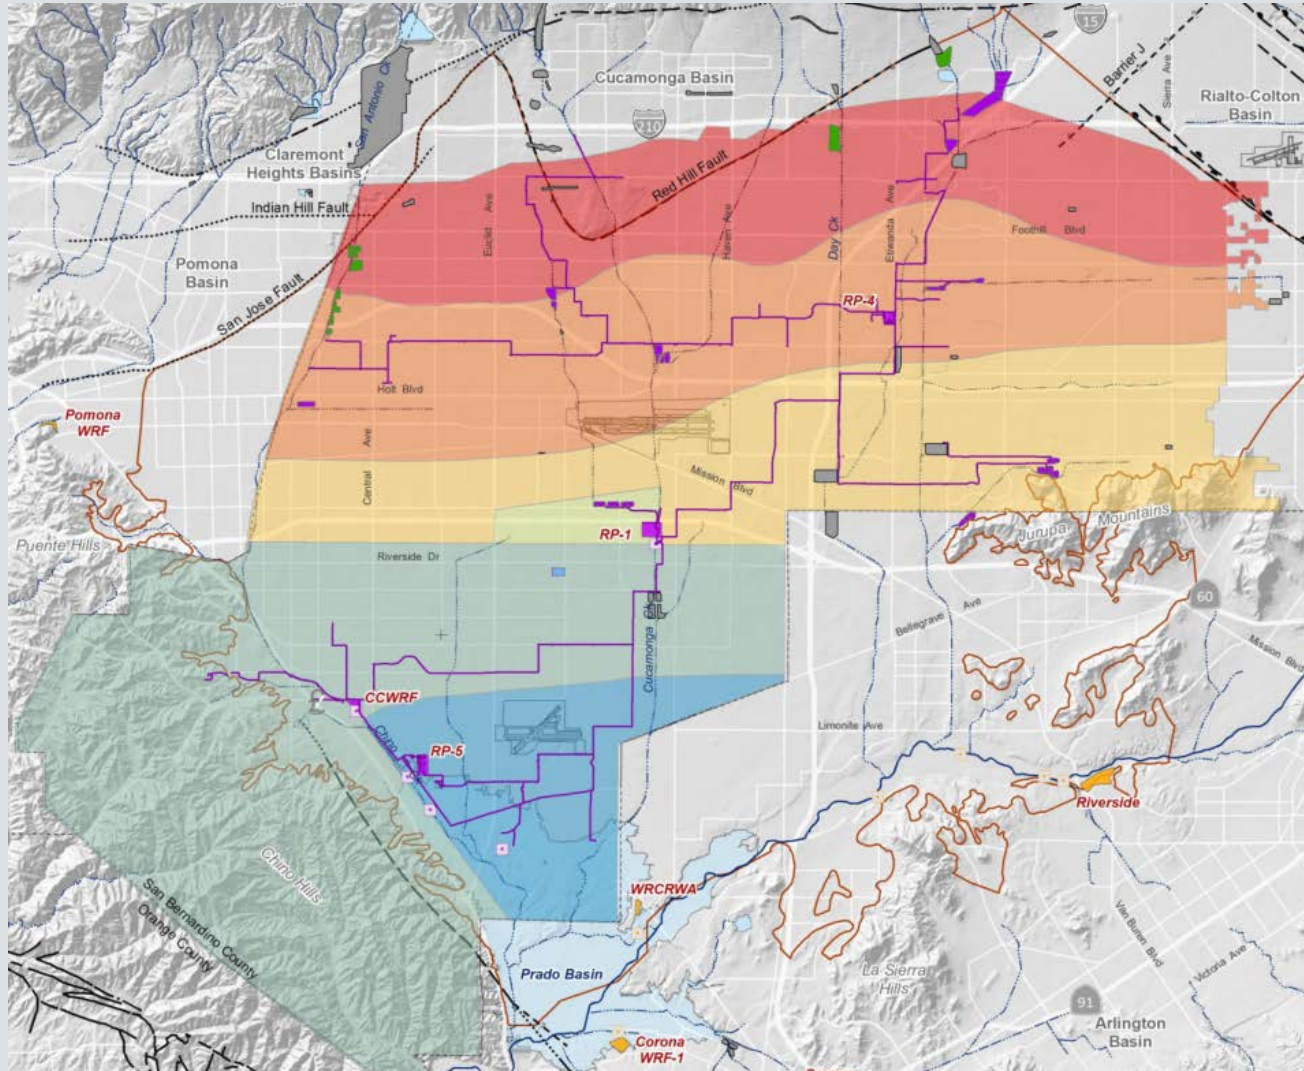 15
Cucamonga Basin
Barrier J
Sierra Ave
Rialto-Colton
Basin
San Antonio Ck
210
Claremont
Heights Basins
Red Hill Fault
Indian Hill Fault
Euclid Ave
Haven Ave
Day Ck
Etiwanda Ave
Foothill Blvd
Pomona
Basin
San Jose Fault
RP-4
Holt Blvd
Pomona
WRF
Central Ave
Mission Blvd
RP-1
Puente Hills
Riverside Dr
Jurupa Mountains
60
Bellegrave Ave
Mission Blvd
Cucamonga Ck
CCWRF
Limonite Ave
Chino
RP-5
Riverside
Chino Hills
San Bernardino County
Orange County
WRCRWA
Van Buren Blvd
Victoria Ave
Prado Basin
La Sierra
Hills
91
Arlington
Basin
Corona
WRF-1